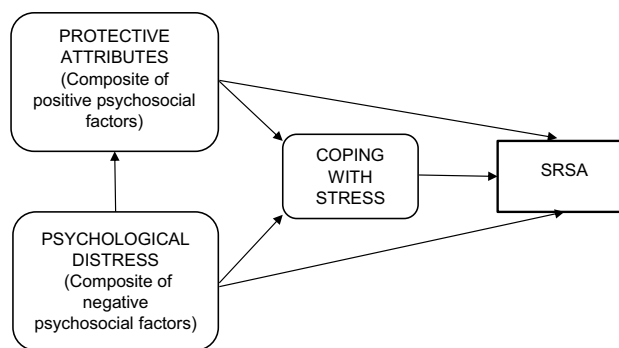 PROTECTIVE
ATTRIBUTES
(Composite of
positive psychosocial
factors)
COPING
WITH
STRESS
SRSA
PSYCHOLOGICAL
DISTRESS
(Composite of
negative
psychosocial factors)